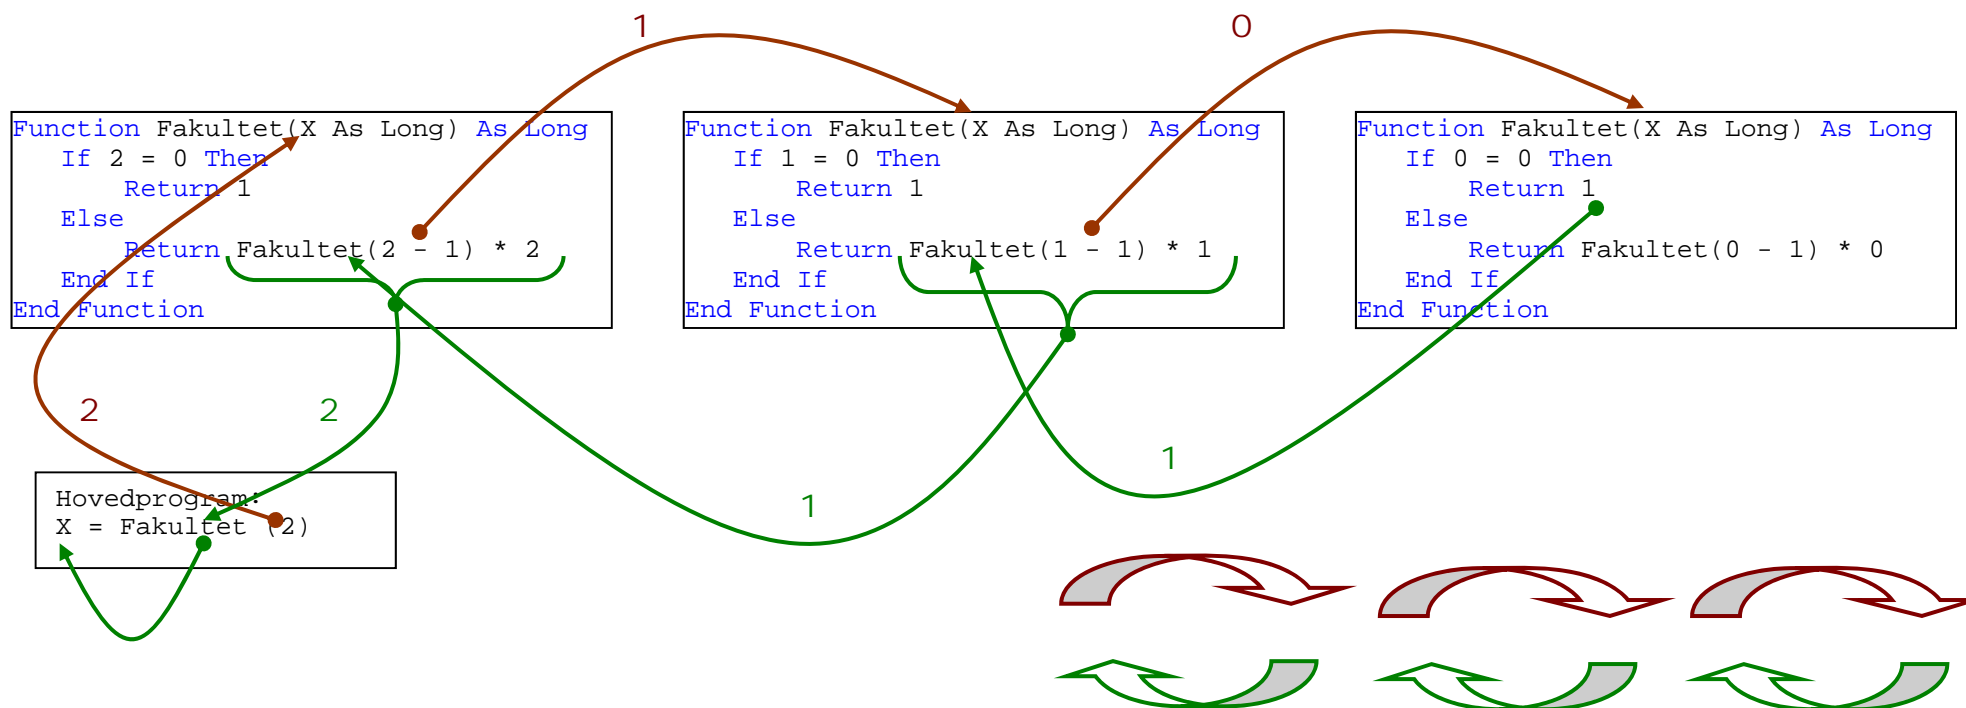 1
0
Function Fakultet(X As Long) As Long
If 2 = 0 Then
Return 1
Else
Return Fakultet(2 - 1) * 2
End If
End Function
Function Fakultet(X As Long) As Long
If 1 = 0 Then
Return 1
Else
Return Fakultet(1 - 1) * 1
End If
End Function
Function Fakultet(X As Long) As Long
If 0 = 0 Then
Return 1
Else
Return Fakultet(0 - 1) * 0
End If
End Function
2
2
1
1
Hovedprogram:
X = Fakultet (2)